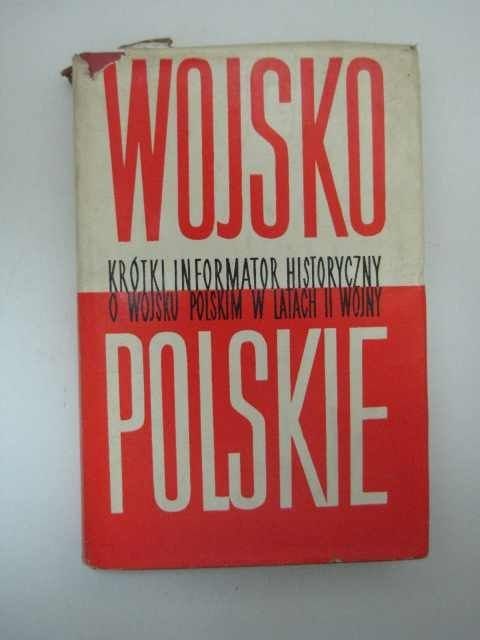 WOJSKO
KRÓTKI INFORMATOR HISTORYCZNY
O WOJSKU POLSKIM W LATACH II WOJNY
POLSKIE